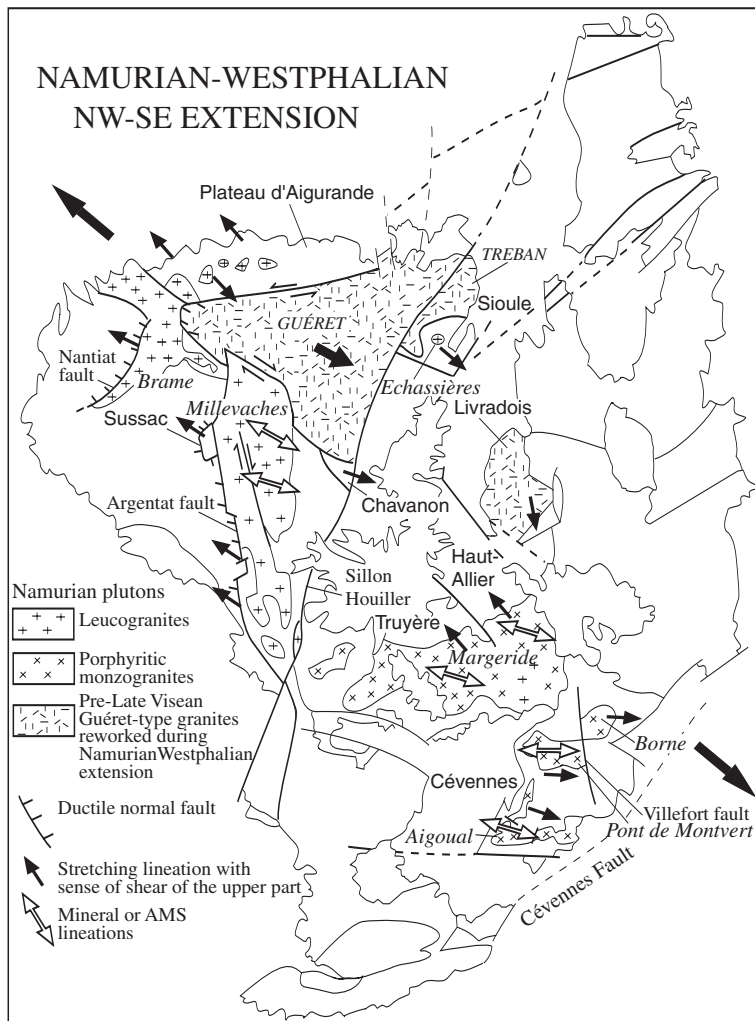 NAMURIAN-WESTPHALIAN
NW-SE EXTENSION
Plateau d'Aigurande
TREBAN
Sioule
GUÉRET
Nantiat
fault
Brame
Echassières
Millevaches
Livradois
Sussac
Argentat fault
Chavanon
Haut-
Allier
Sillon
Houiller
Truyère
Margeride
Namurian plutons
Leucogranites
Porphyritic
monzogranites
Pre-Late Visean
Guéret-type granites
reworked during
NamurianWestphalian
extension
Borne
Cévennes
Villefort fault
Pont de Montvert
Aigoual
Cévennes Fault
Ductile normal fault
Stretching lineation with
sense of shear of the upper part
Mineral or AMS
lineations